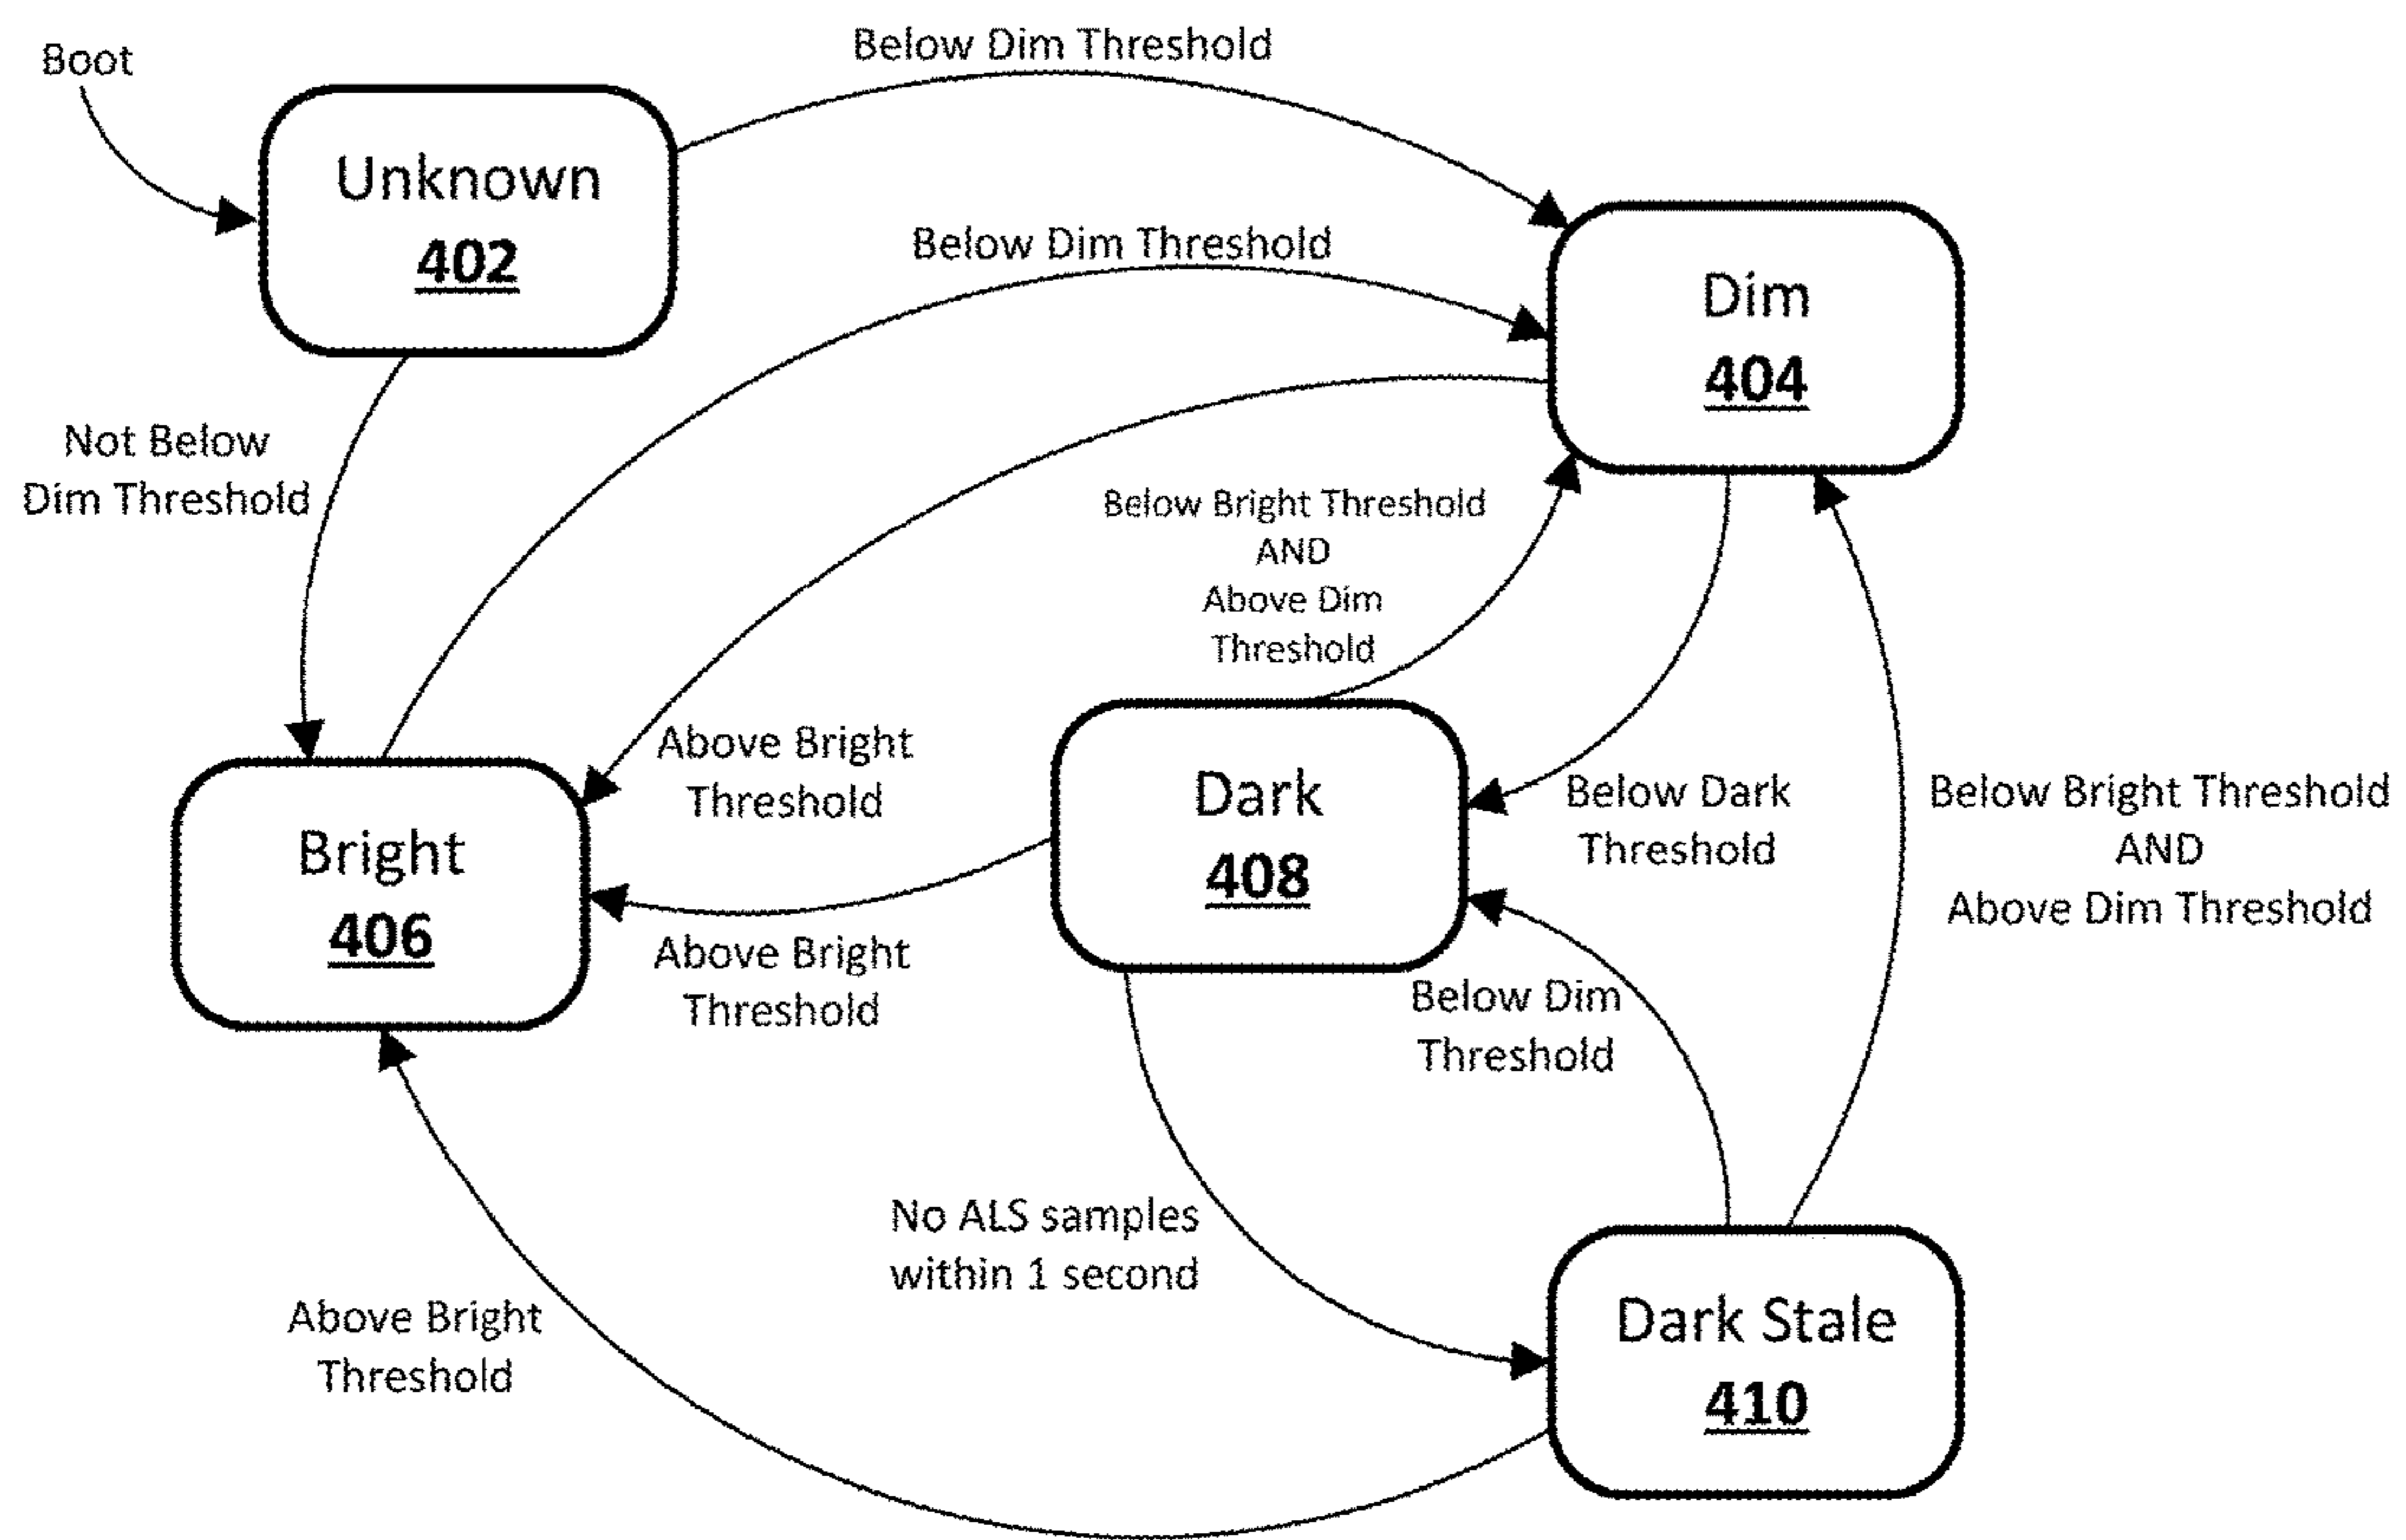 Boot
Below Dim Threshold
Unknown
402
Below Dim Threshold
Dim
404
Not Below
Dim Threshold
Below Bright Threshold
AND
Above Dim
Threshold
Above Bright
Threshold
Dark
408
Below Dark
Threshold
Below Bright Threshold
AND
Above Dim Threshold
Bright
406
Above Bright
Threshold
Below Dim
Threshold
No ALS samples
within 1 second
Above Bright
Threshold
Dark Stale
410